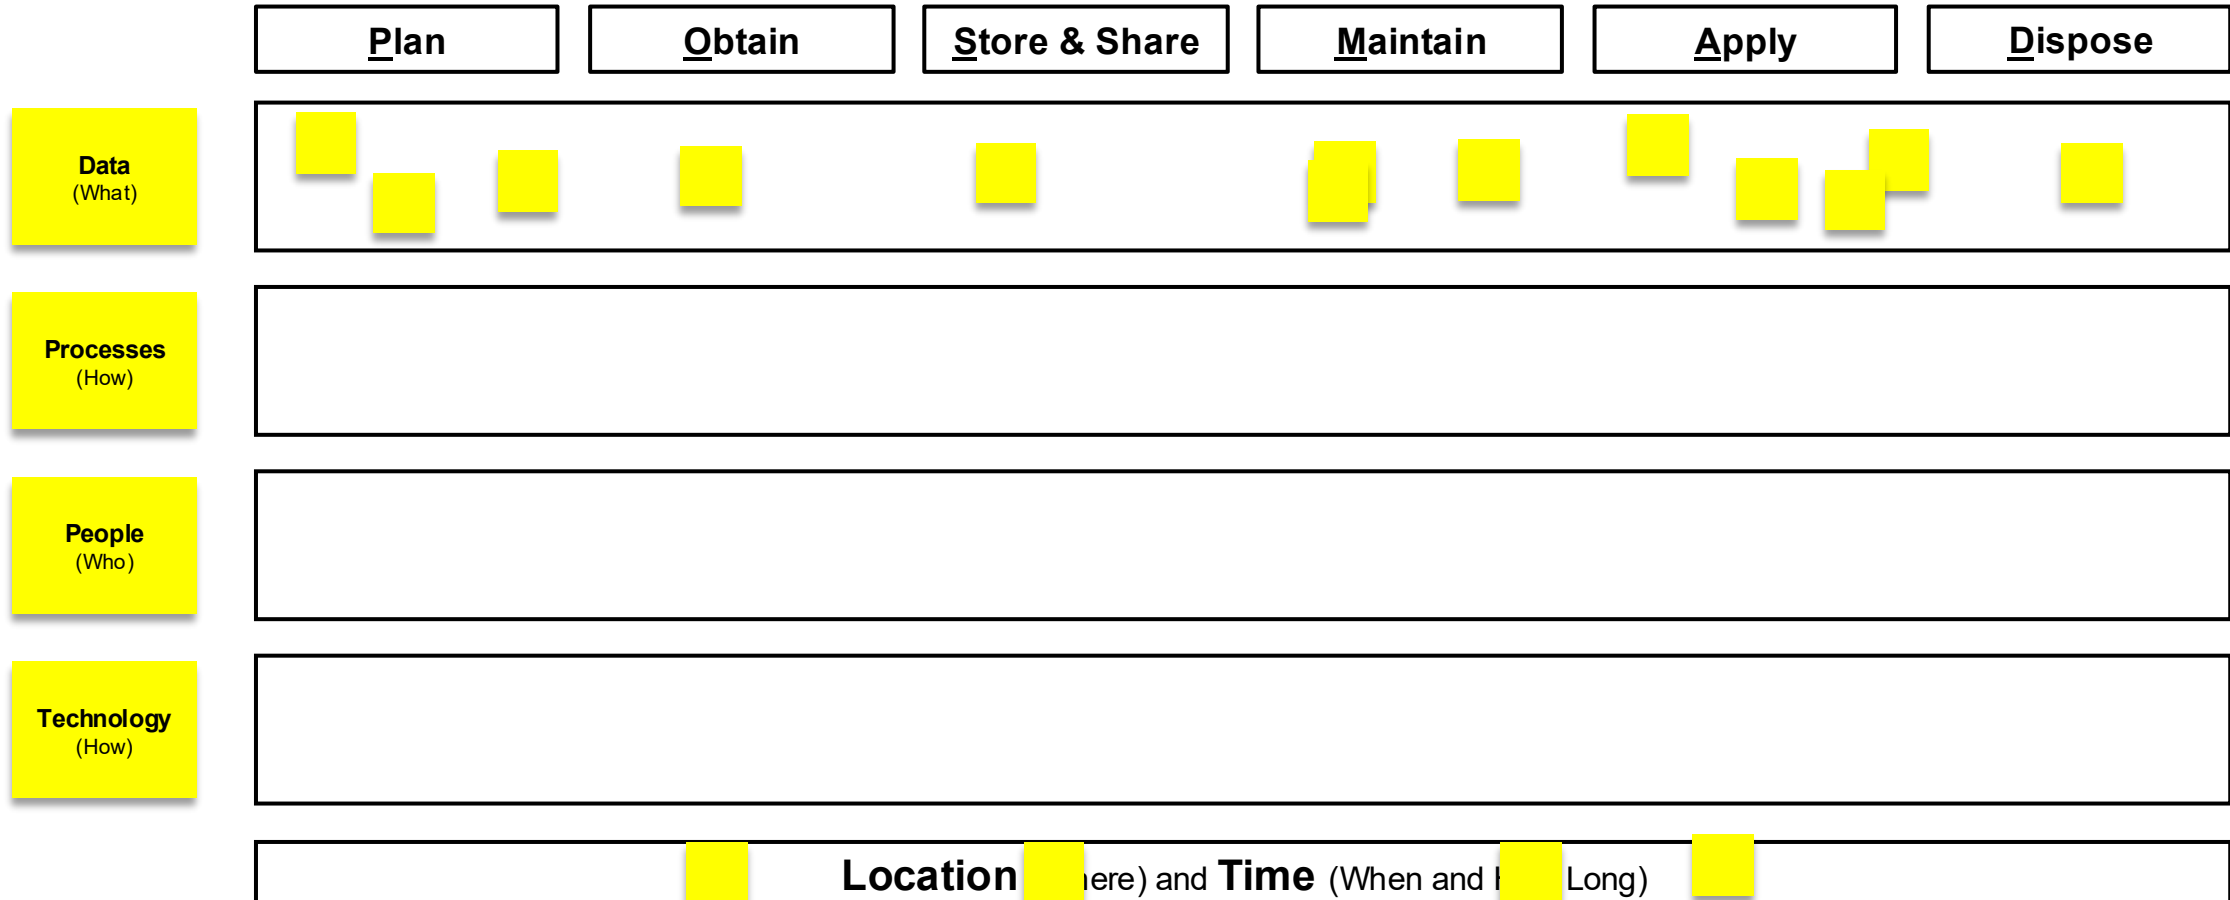 Plan
Obtain
Store & Share
Maintain
Apply
Dispose
Data
(What)
Processes
(How)
People
(Who)
Technology
(How)
Location ere) and Time (When and Long)